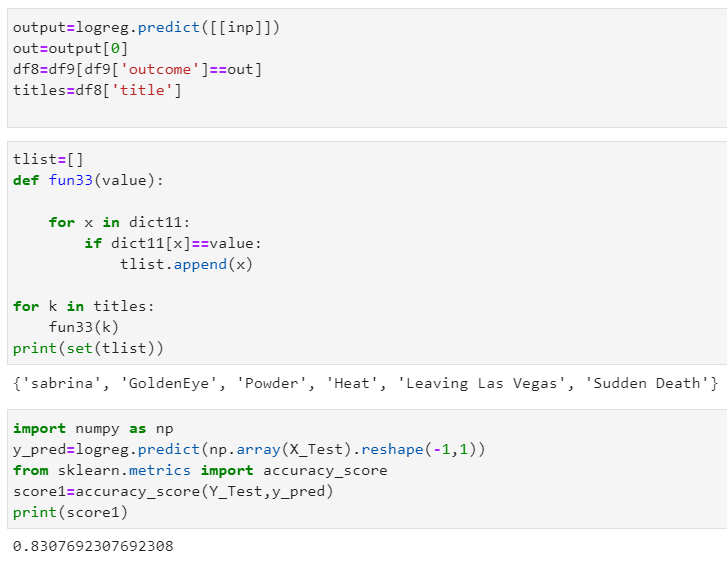 output=logreg.predict([[inp]])
out=output[0]
df8=df9[df9['outcome']==out]
titles=df8['title']
tlist=[]
def fun33(value):
    for x in dict11:
        if dict11[x]==value:
            tlist.append(x)
for k in titles:
    fun33(k)
print(set(tlist))
{'sabrina', 'GoldenEye', 'Powder', 'Heat', 'Leaving Las Vegas', 'Sudden Death'}
import numpy as np
y_pred=logreg.predict(np.array(X_Test).reshape(-1,1))
from sklearn.metrics import accuracy_score
score1=accuracy_score(Y_Test,y_pred)
print(score1)
0.8307692307692308